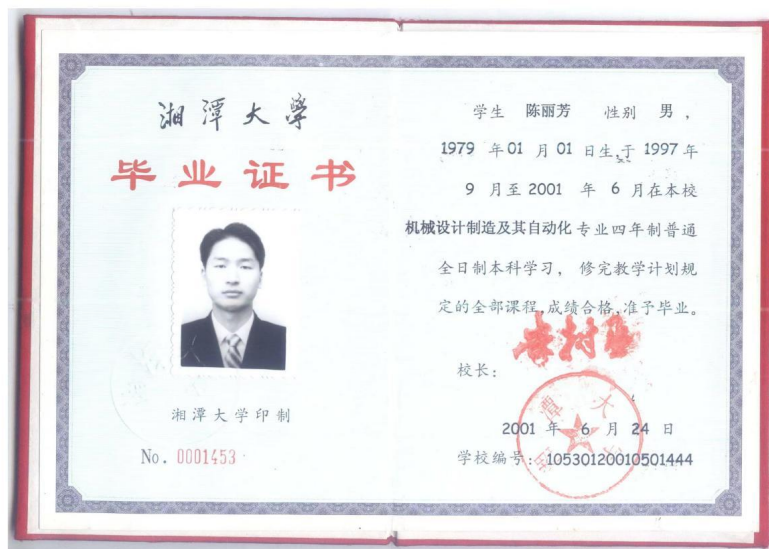 湘潭大學
毕业证书
湘潭大学印制
No. 0001453
学生 陈丽芳 性别 男，
1979 年 01 月 01 日生,于 1997 年
9 月至 2001 年 6 月在本校
机械设计制造及其自动化 专业四年制普通
全日制本科学习，修完教学计划规
定的全部课程,成绩合格,准予毕业。
校长：
2001 年 6 月 24 日
学校编号：10530120010501444